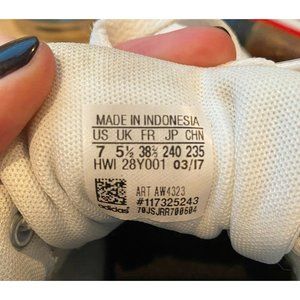 MADE IN INDONESIA
US UK FR JP CHN
7 5½ 38⅔ 240 235
HWI 28Y001 03/17
ART AW4323
#117325243
adidas 70JSJRR700604